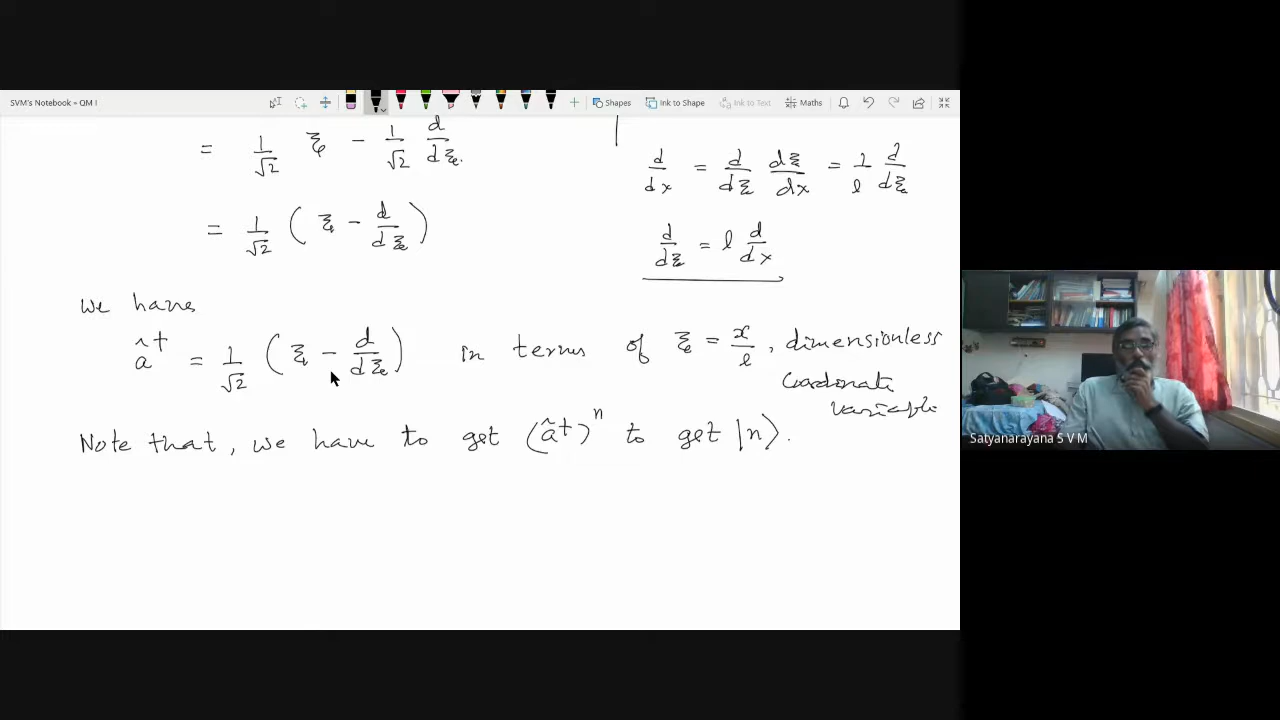 SVM's Notebook » QM I
Shapes
Ink to Shape
Ink to Text
Maths
= 1/√2 ξ − 1/√2 d/dξ.
d/dx = d/dξ dξ/dx = 1/l d/dξ
= 1/√2 ( ξ − d/dξ )
d/dξ = l d/dx
We have
â† = 1/√2 ( ξ − d/dξ ) in terms of ξ = x/l, dimensionless
coordinate
variable
Note that, we have to get (â†)ⁿ to get |n⟩.
Satyanarayana S V M